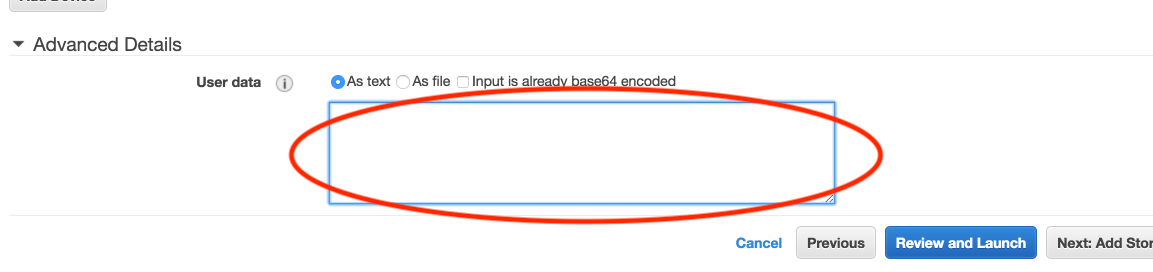 Advanced Details
User data i As text As file Input is already base64 encoded
Cancel Previous Review and Launch Next: Add Stor